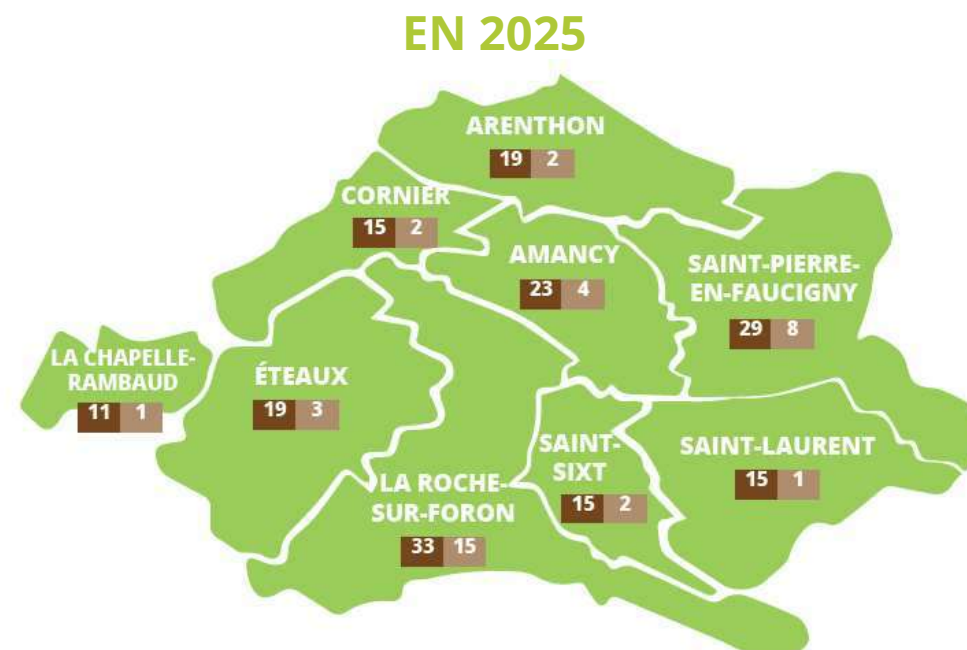 EN 2025
ARENTHON
19 2
CORNIER
15 2
AMANCY
23 4
SAINT-PIERRE-
EN-FAUCIGNY
29 8
LA CHAPELLE-
RAMBAUD
11 1
ÉTEAUX
19 3
SAINT-
SIXT
15 2
SAINT-LAURENT
15 1
LA ROCHE-
SUR-FORON
33 15